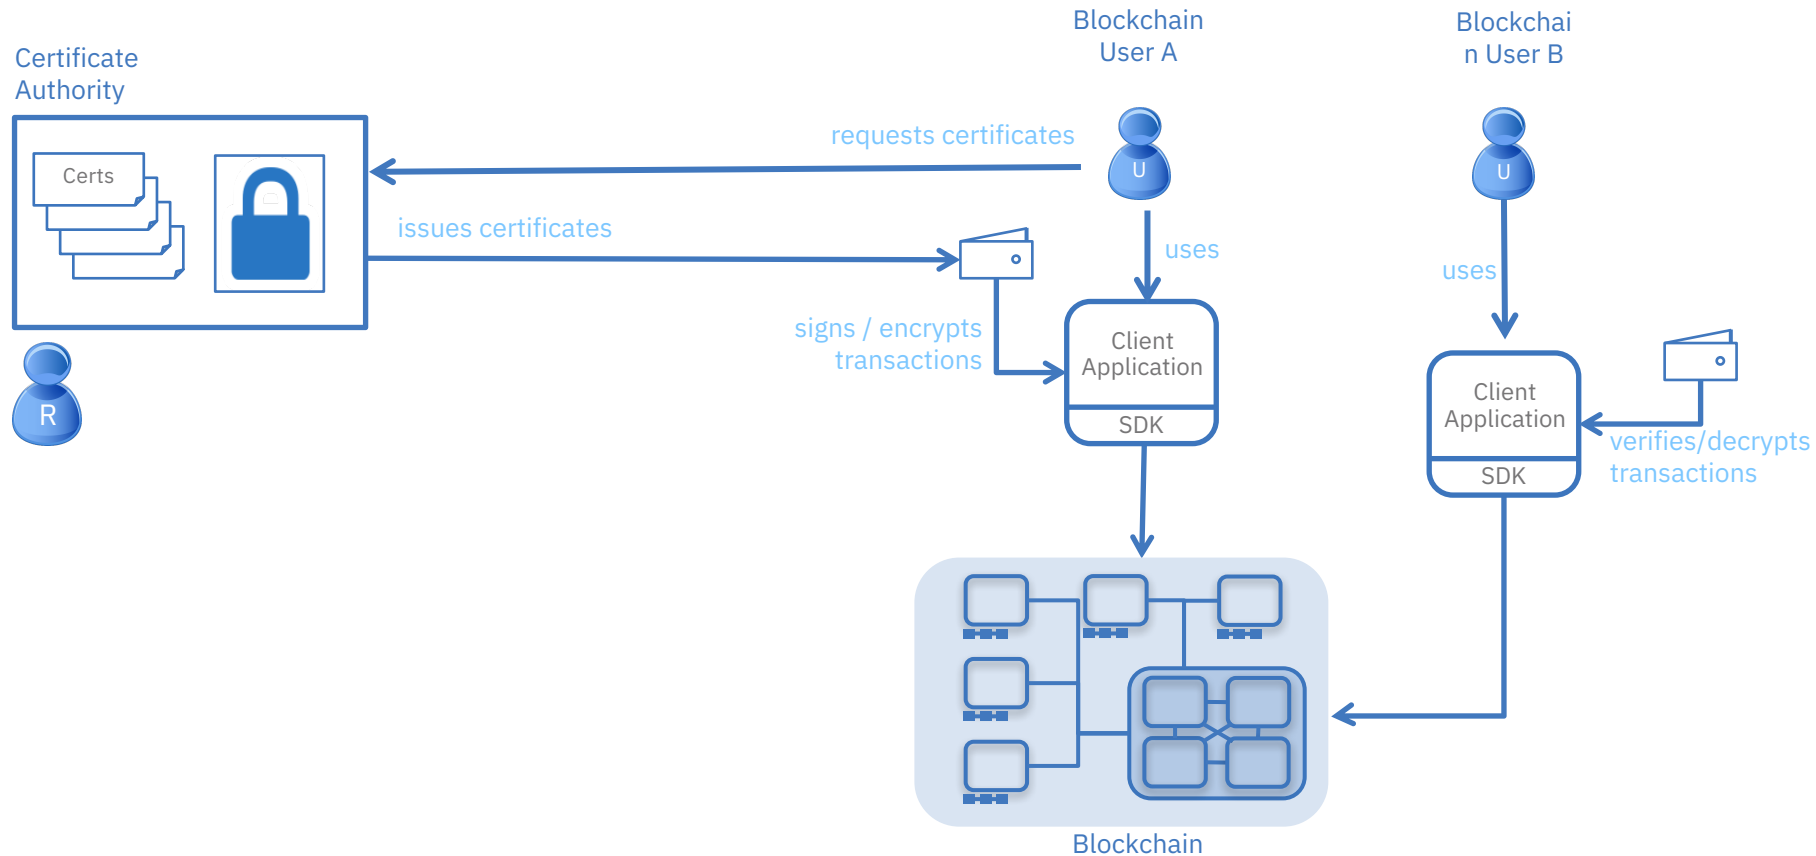 Certificate
Authority
Certs
R
requests certificates
issues certificates
signs / encrypts
transactions
Blockchain
User A
U
uses
Client
Application
SDK
Blockchai
n User B
U
uses
Client
Application
SDK
verifies/decrypts
transactions
Blockchain